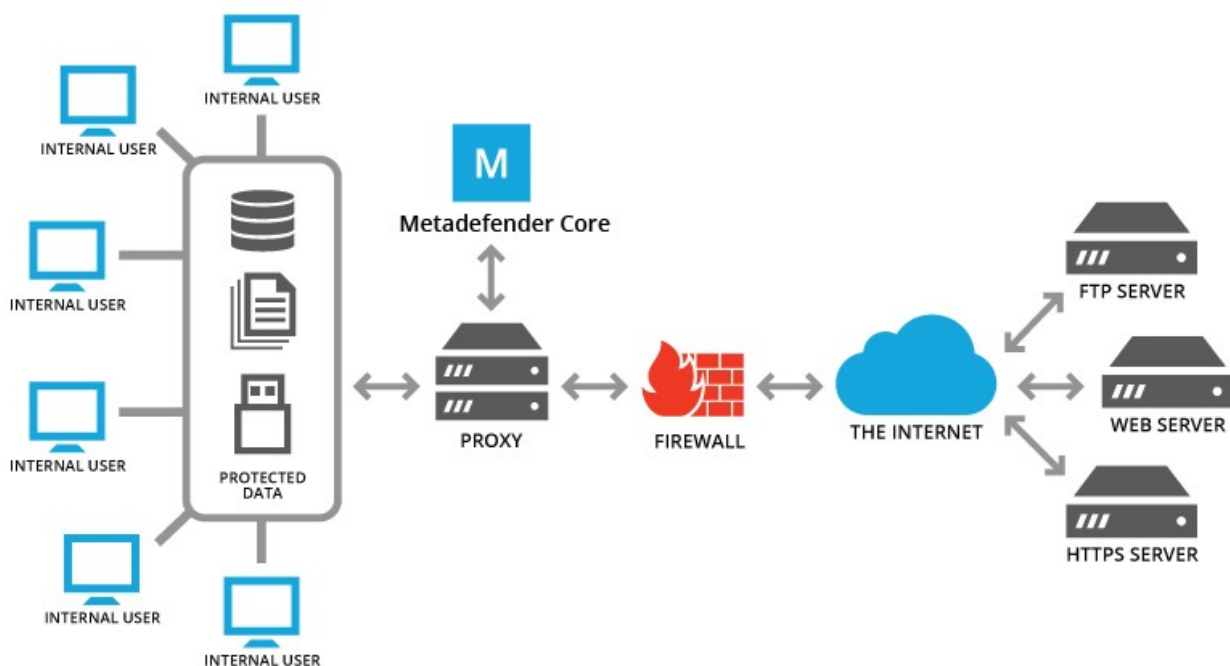 INTERNAL USER
INTERNAL USER
INTERNAL USER
INTERNAL USER
INTERNAL USER
INTERNAL USER
PROTECTED
DATA
M
Metadefender Core
PROXY
FIREWALL
THE INTERNET
FTP SERVER
WEB SERVER
HTTPS SERVER